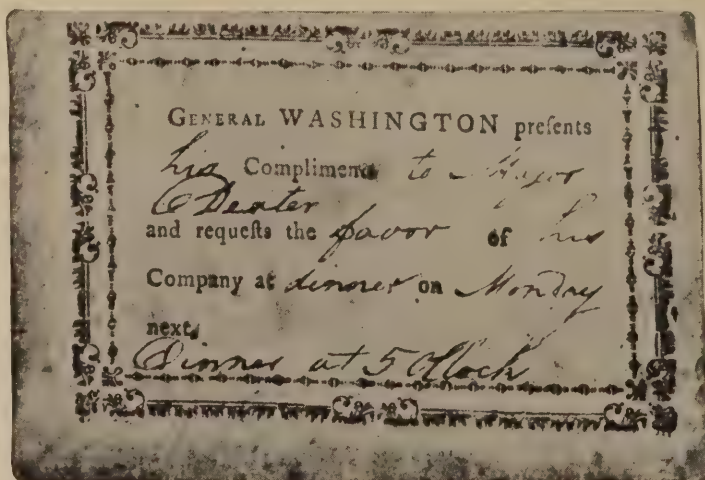 GENERAL WASHINGTON preſents
his Compliments to Major
Dexter
and requeſts the favor of his
Company at dinner on Monday
next,
Dinner at 5 OClock